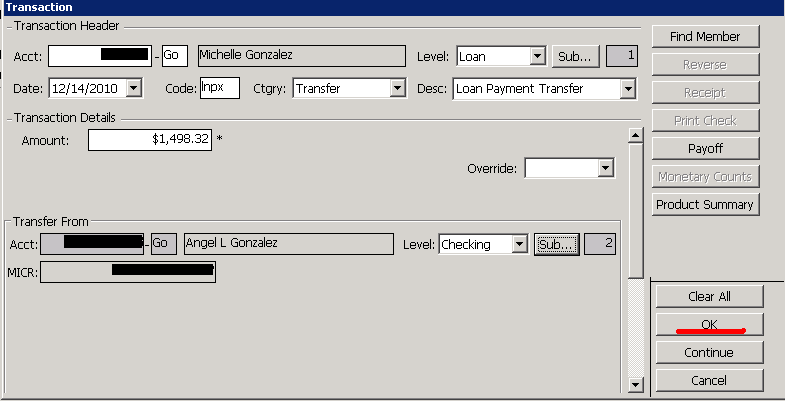 Transaction
Transaction Header
Acct: - Go Michelle Gonzalez Level: Loan Sub... 1
Date: 12/14/2010 Code: lnpx Ctgry: Transfer Desc: Loan Payment Transfer
Transaction Details
Amount: $1,498.32 *
Override:
Transfer From
Acct: - Go Angel L Gonzalez Level: Checking Sub... 2
MICR:
Find Member
Reverse
Receipt
Print Check
Payoff
Monetary Counts
Product Summary
Clear All
OK
Continue
Cancel